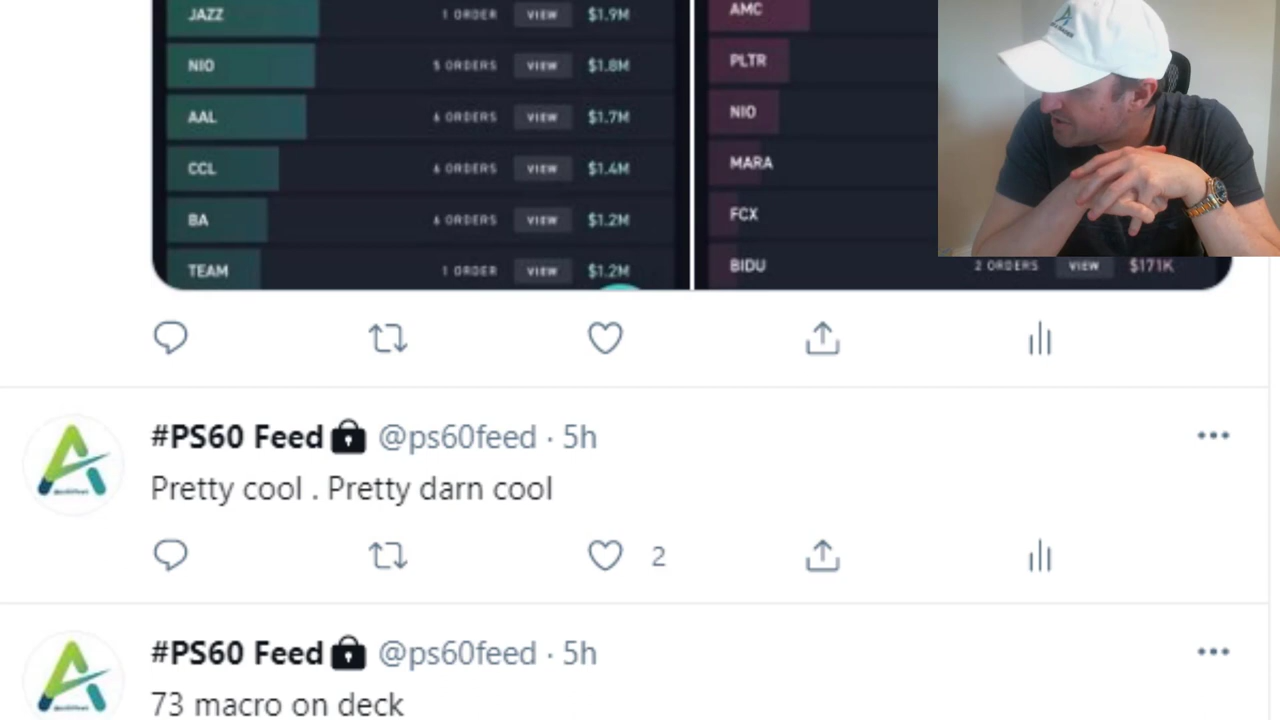 JAZZ 1 ORDER VIEW $1.9M
NIO 5 ORDERS VIEW $1.8M
AAL 6 ORDERS VIEW $1.7M
CCL 6 ORDERS VIEW $1.4M
BA 6 ORDERS VIEW $1.2M
TEAM 1 ORDER VIEW $1.2M
AMC
PLTR
NIO
MARA
FCX
BIDU 2 ORDERS VIEW $171K
#PS60 Feed @ps60feed · 5h
Pretty cool . Pretty darn cool
2
#PS60 Feed @ps60feed · 5h
73 macro on deck